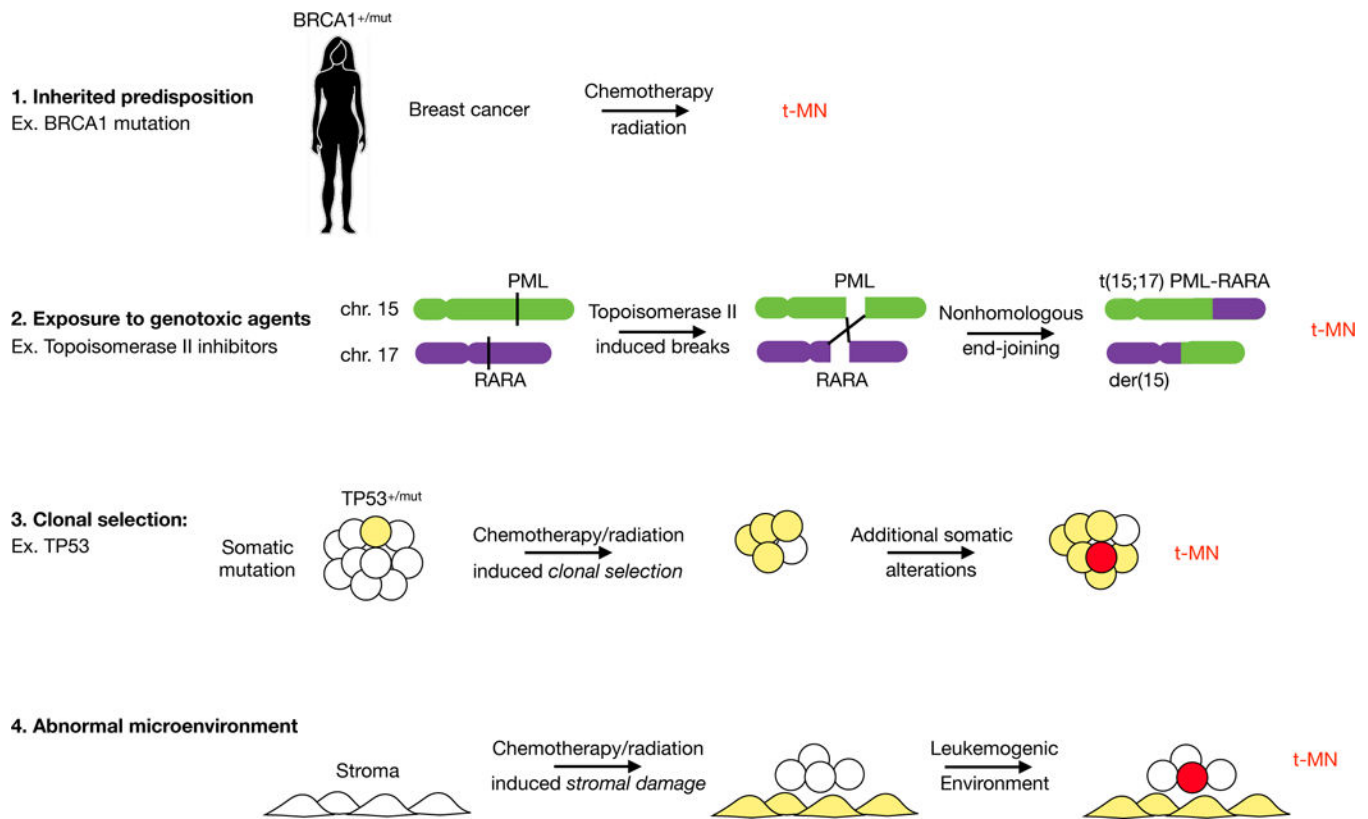 BRCA1+/mut
1. Inherited predisposition
Ex. BRCA1 mutation
Breast cancer
Chemotherapy
radiation
t-MN
2. Exposure to genotoxic agents
Ex. Topoisomerase II inhibitors
chr. 15
PML
chr. 17
RARA
Topoisomerase II
induced breaks
PML
RARA
Nonhomologous
end-joining
t(15;17) PML-RARA
der(15)
t-MN
3. Clonal selection:
Ex. TP53
Somatic
mutation
TP53+/mut
Chemotherapy/radiation
induced clonal selection
Additional somatic
alterations
t-MN
4. Abnormal microenvironment
Stroma
Chemotherapy/radiation
induced stromal damage
Leukemogenic
Environment
t-MN